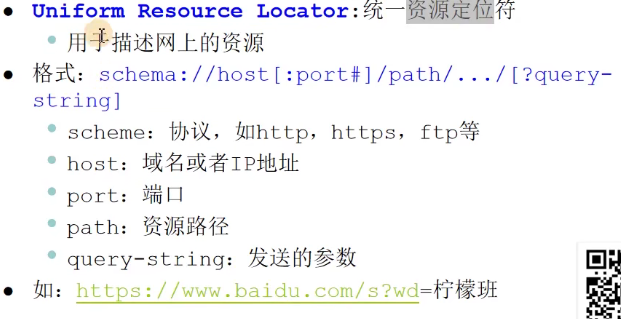 Uniform Resource Locator:统一资源定位符
用于描述网上的资源
格式：schema://host[:port#]/path/.../[?query-
string]
scheme：协议，如http，https，ftp等
host：域名或者IP地址
port：端口
path：资源路径
query-string：发送的参数
如：https://www.baidu.com/s?wd=柠檬班